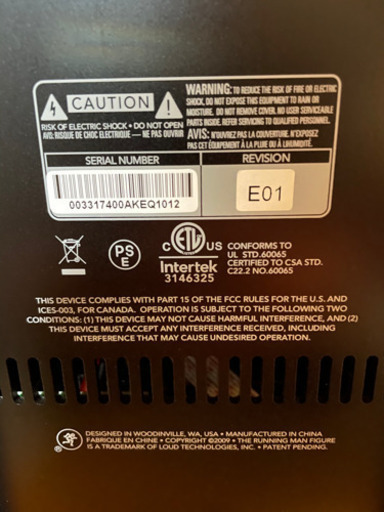 CAUTION
RISK OF ELECTRIC SHOCK • DO NOT OPEN
AVIS: RISQUE DE CHOC ELECTRIQUE — NE PAS OUVRIR
WARNING: TO REDUCE THE RISK OF FIRE OR ELECTRIC
SHOCK, DO NOT EXPOSE THIS EQUIPMENT TO RAIN OR
MOISTURE. DO NOT REMOVE COVER. NO USER SERVICEABLE
PARTS INSIDE. REFER SERVICING TO QUALIFIED PERSONNEL.
AVIS: N'OUVREZ PAS LA COUVERTURE. N'EXPOSEZ
PAS CET ÉQUIPEMENT À LA PLUIE OU À L'HUMIDITÉ.
SERIAL NUMBER
003317400AKEQ1012
REVISION
E01
PS
E
C ETL US
Intertek
3146325
CONFORMS TO
UL STD.60065
CERTIFIED TO CSA STD.
C22.2 NO.60065
THIS DEVICE COMPLIES WITH PART 15 OF THE FCC RULES FOR THE U.S. AND
ICES-003, FOR CANADA. OPERATION IS SUBJECT TO THE FOLLOWING TWO
CONDITIONS: (1) THIS DEVICE MAY NOT CAUSE HARMFUL INTERFERENCE, AND (2)
THIS DEVICE MUST ACCEPT ANY INTERFERENCE RECEIVED, INCLUDING
INTERFERENCE THAT MAY CAUSE UNDESIRED OPERATION.
DESIGNED IN WOODINVILLE, WA, USA • MANUFACTURED IN CHINA
FABRIQUE EN CHINE • COPYRIGHT ©2009 • THE RUNNING MAN FIGURE
IS A TRADEMARK OF LOUD TECHNOLOGIES, INC. • PATENT PENDING.